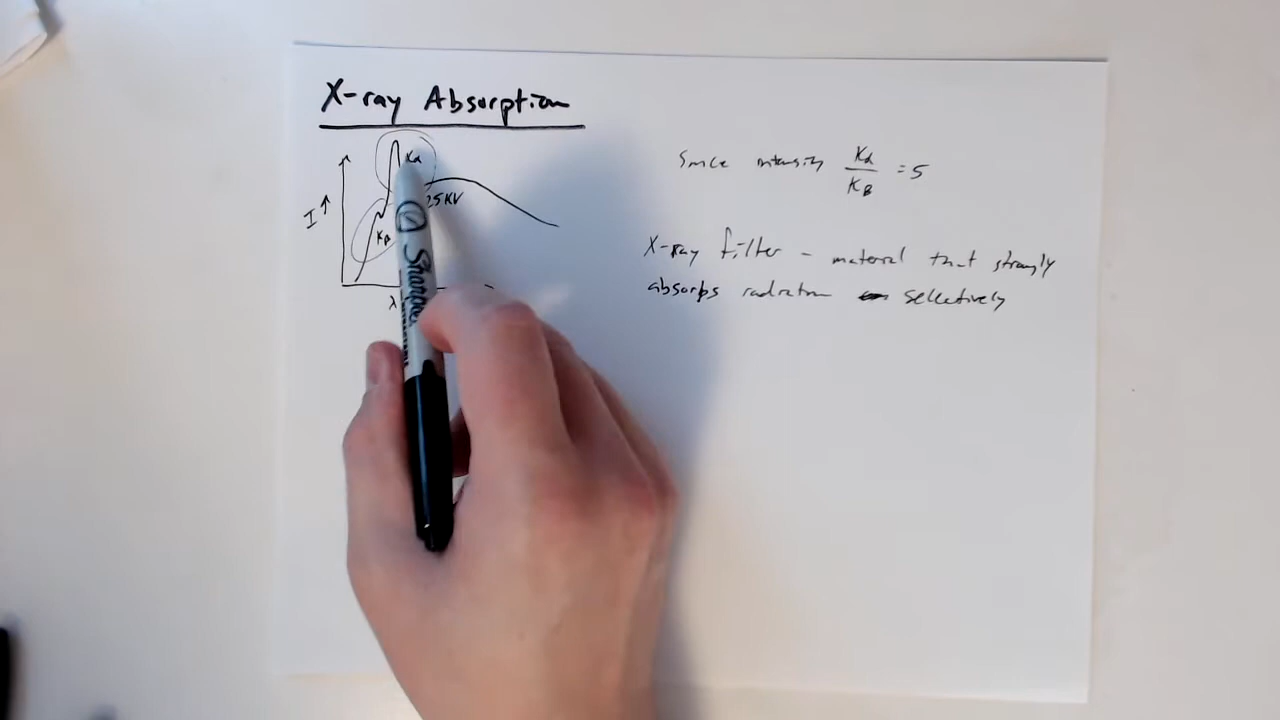 X-ray Absorption
Kα
I ↑
25KV
Kβ
λ
Sharpie
Since intensity Kα / Kβ = 5
X-ray filter - material that strongly
absorbs radiation selectively